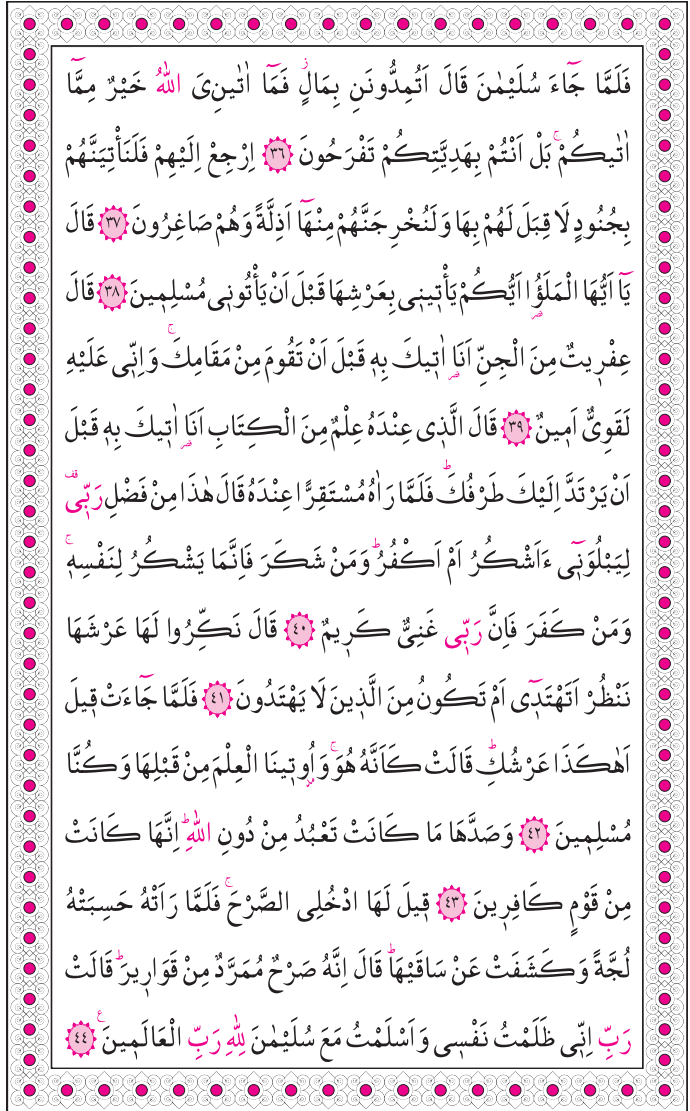 فَلَمَّا جَٓاءَ سُلَيْمٰنَ قَالَ اَتُمِدُّونَنِ بِمَالٍۘ فَمَٓا اٰتٰينِيَ اللّٰهُ خَيْرٌ مِمَّٓا
اٰتٰيكُمْۚ بَلْ اَنْتُمْ بِهَدِيَّتِكُمْ تَفْرَحُونَ ﴿٣٦﴾ اِرْجِعْ اِلَيْهِمْ فَلَنَأْتِيَنَّهُمْ
بِجُنُودٍ لَا قِبَلَ لَهُمْ بِهَا وَلَنُخْرِجَنَّهُمْ مِنْهَٓا اَذِلَّةً وَهُمْ صَاغِرُونَ ﴿٣٧﴾ قَالَ
يَٓا اَيُّهَا الْمَلَؤُ۬ا اَيُّكُمْ يَأْتٖينٖي بِعَرْشِهَا قَبْلَ اَنْ يَأْتُونٖي مُسْلِمٖينَ ﴿٣٨﴾ قَالَ
عِفْرٖيتٌ مِنَ الْجِنِّ اَنَا۬ اٰتٖيكَ بِهٖ قَبْلَ اَنْ تَقُومَ مِنْ مَقَامِكَۚ وَاِنّٖي عَلَيْهِ
لَقَوِيٌّ اَمٖينٌ ﴿٣٩﴾ قَالَ الَّذٖي عِنْدَهُ عِلْمٌ مِنَ الْكِتَابِ اَنَا۬ اٰتٖيكَ بِهٖ قَبْلَ
اَنْ يَرْتَدَّ اِلَيْكَ طَرْفُكَؕ فَلَمَّا رَاٰهُ مُسْتَقِرًّا عِنْدَهُ قَالَ هٰذَا مِنْ فَضْلِ رَبّٖيࣞ
لِيَبْلُوَنٖٓي ءَاَشْكُرُ اَمْ اَكْفُرُؕ وَمَنْ شَكَرَ فَاِنَّمَا يَشْكُرُ لِنَفْسِهٖۚ
وَمَنْ كَفَرَ فَاِنَّ رَبّٖي غَنِيٌّ كَرٖيمٌ ﴿٤٠﴾ قَالَ نَكِّرُوا لَهَا عَرْشَهَا
نَنْظُرْ اَتَهْتَدٖٓي اَمْ تَكُونُ مِنَ الَّذٖينَ لَا يَهْتَدُونَ ﴿٤١﴾ فَلَمَّا جَٓاءَتْ قٖيلَ
اَهٰكَذَا عَرْشُكِؕ قَالَتْ كَاَنَّهُ هُوَۚ وَاُو۫تٖينَا الْعِلْمَ مِنْ قَبْلِهَا وَكُنَّا
مُسْلِمٖينَ ﴿٤٢﴾ وَصَدَّهَا مَا كَانَتْ تَعْبُدُ مِنْ دُونِ اللّٰهِؕ اِنَّهَا كَانَتْ
مِنْ قَوْمٍ كَافِرٖينَ ﴿٤٣﴾ قٖيلَ لَهَا ادْخُلِي الصَّرْحَۚ فَلَمَّا رَاَتْهُ حَسِبَتْهُ
لُجَّةً وَكَشَفَتْ عَنْ سَاقَيْهَاؕ قَالَ اِنَّهُ صَرْحٌ مُمَرَّدٌ مِنْ قَوَارٖيرَؕ قَالَتْ
رَبِّ اِنّٖي ظَلَمْتُ نَفْسٖي وَاَسْلَمْتُ مَعَ سُلَيْمٰنَ لِلّٰهِ رَبِّ الْعَالَمٖينَ ﴿٤٤﴾ ع